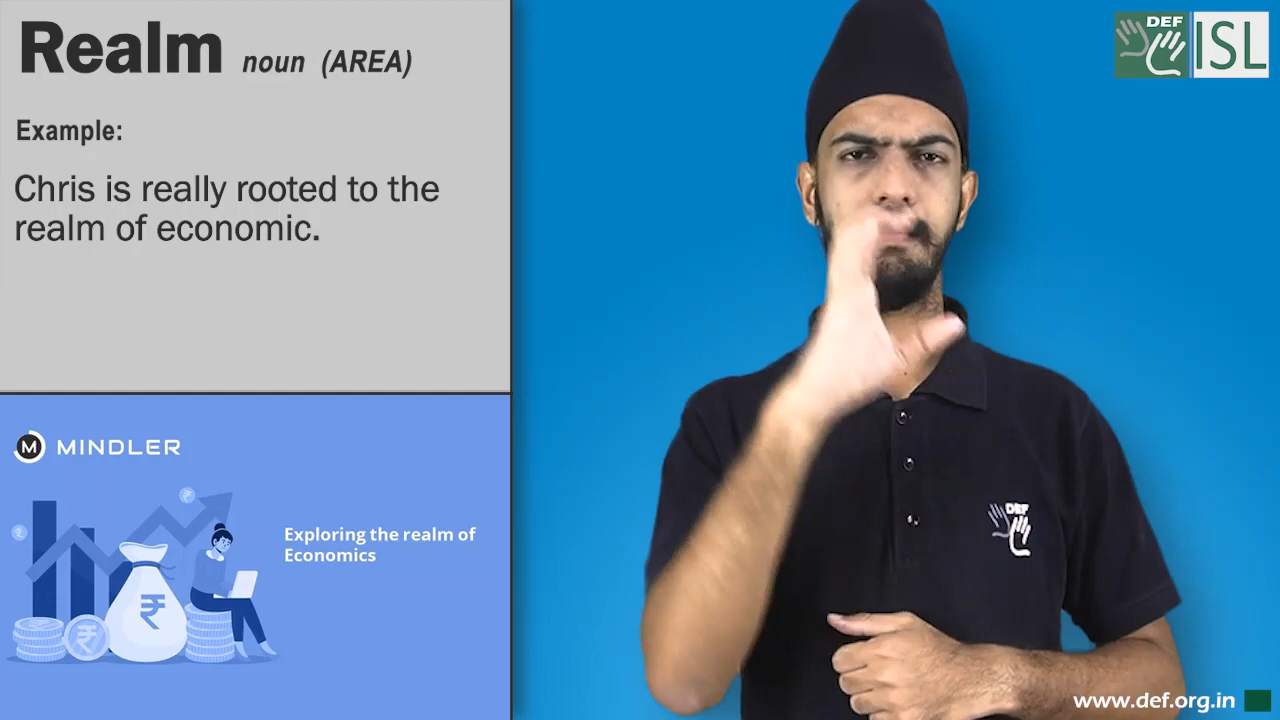 Realm noun (AREA)
Example:
Chris is really rooted to the
realm of economic.
M MINDLER
Exploring the realm of
Economics
₹
₹
₹
₹
DEF
ISL
DEF
www.def.org.in